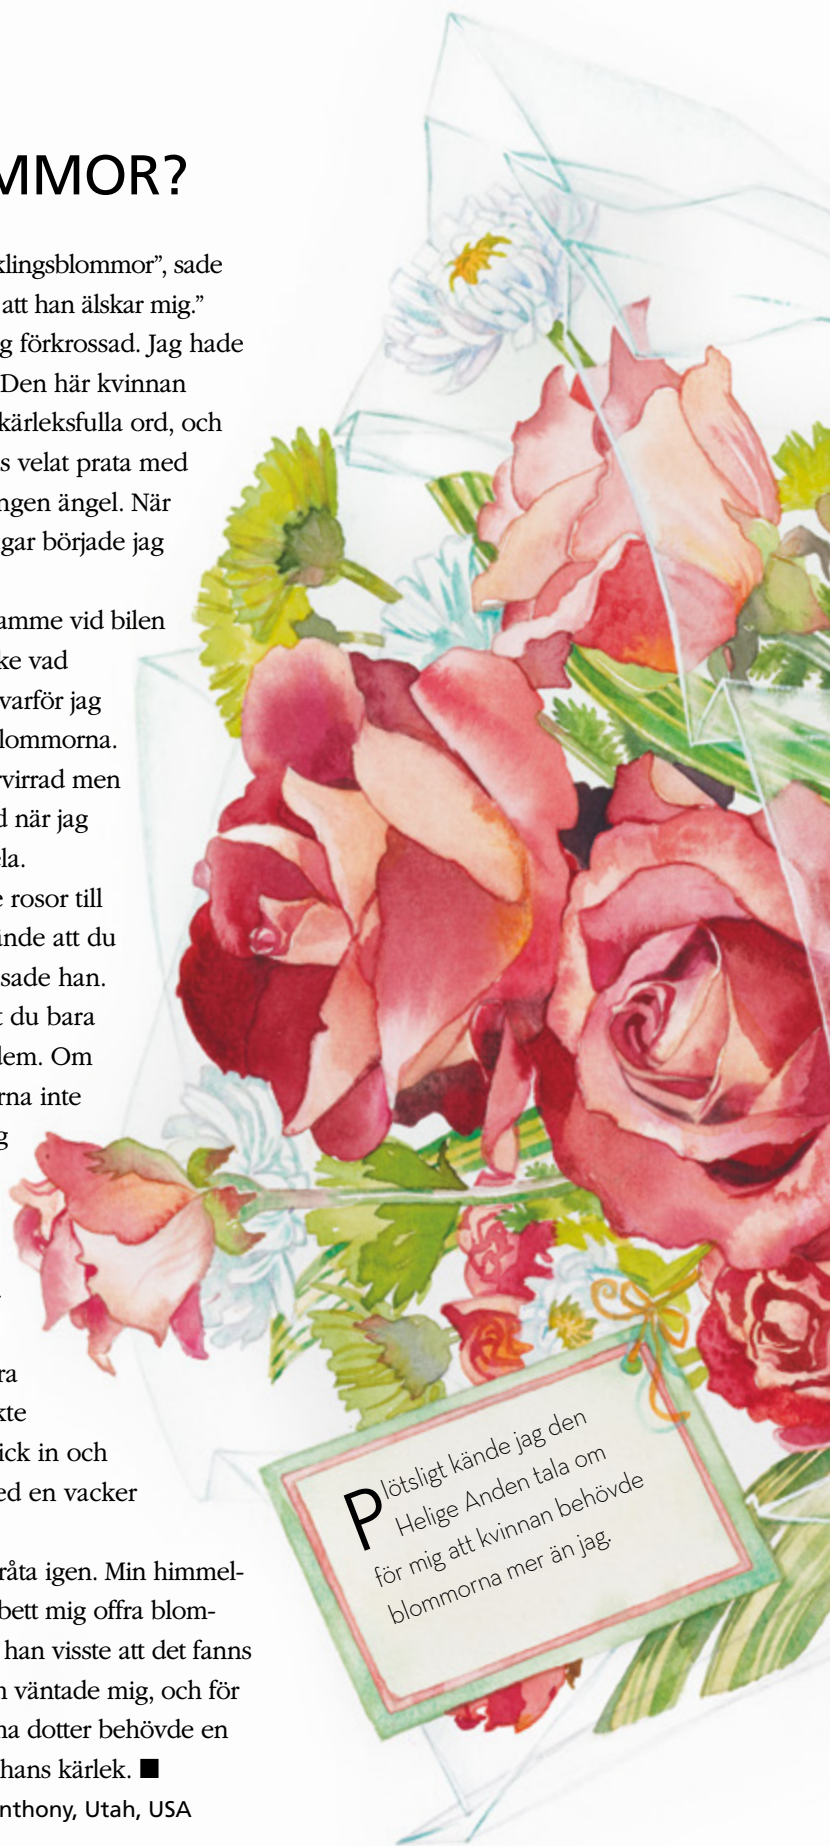 MMOR?
klingsblommor”, sade
att han älskar mig.”
g förkrossad. Jag hade
Den här kvinnan
kärleksfulla ord, och
s velat prata med
ngen ängel. När
gar började jag
amme vid bilen
ke vad
varför jag
lommorna.
rvirrad men
d när jag
la.
e rosor till
ände att du
sade han.
t du bara
dem. Om
rna inte
g
ra
kte
ick in och
ed en vacker
råta igen. Min himmel-
bett mig offra blom-
han visste att det fanns
n väntade mig, och för
na dotter behövde en
hans kärlek. ■
nthony, Utah, USA
Plötsligt kände jag den
Helige Anden tala om
för mig att kvinnan behövde
blommorna mer än jag.